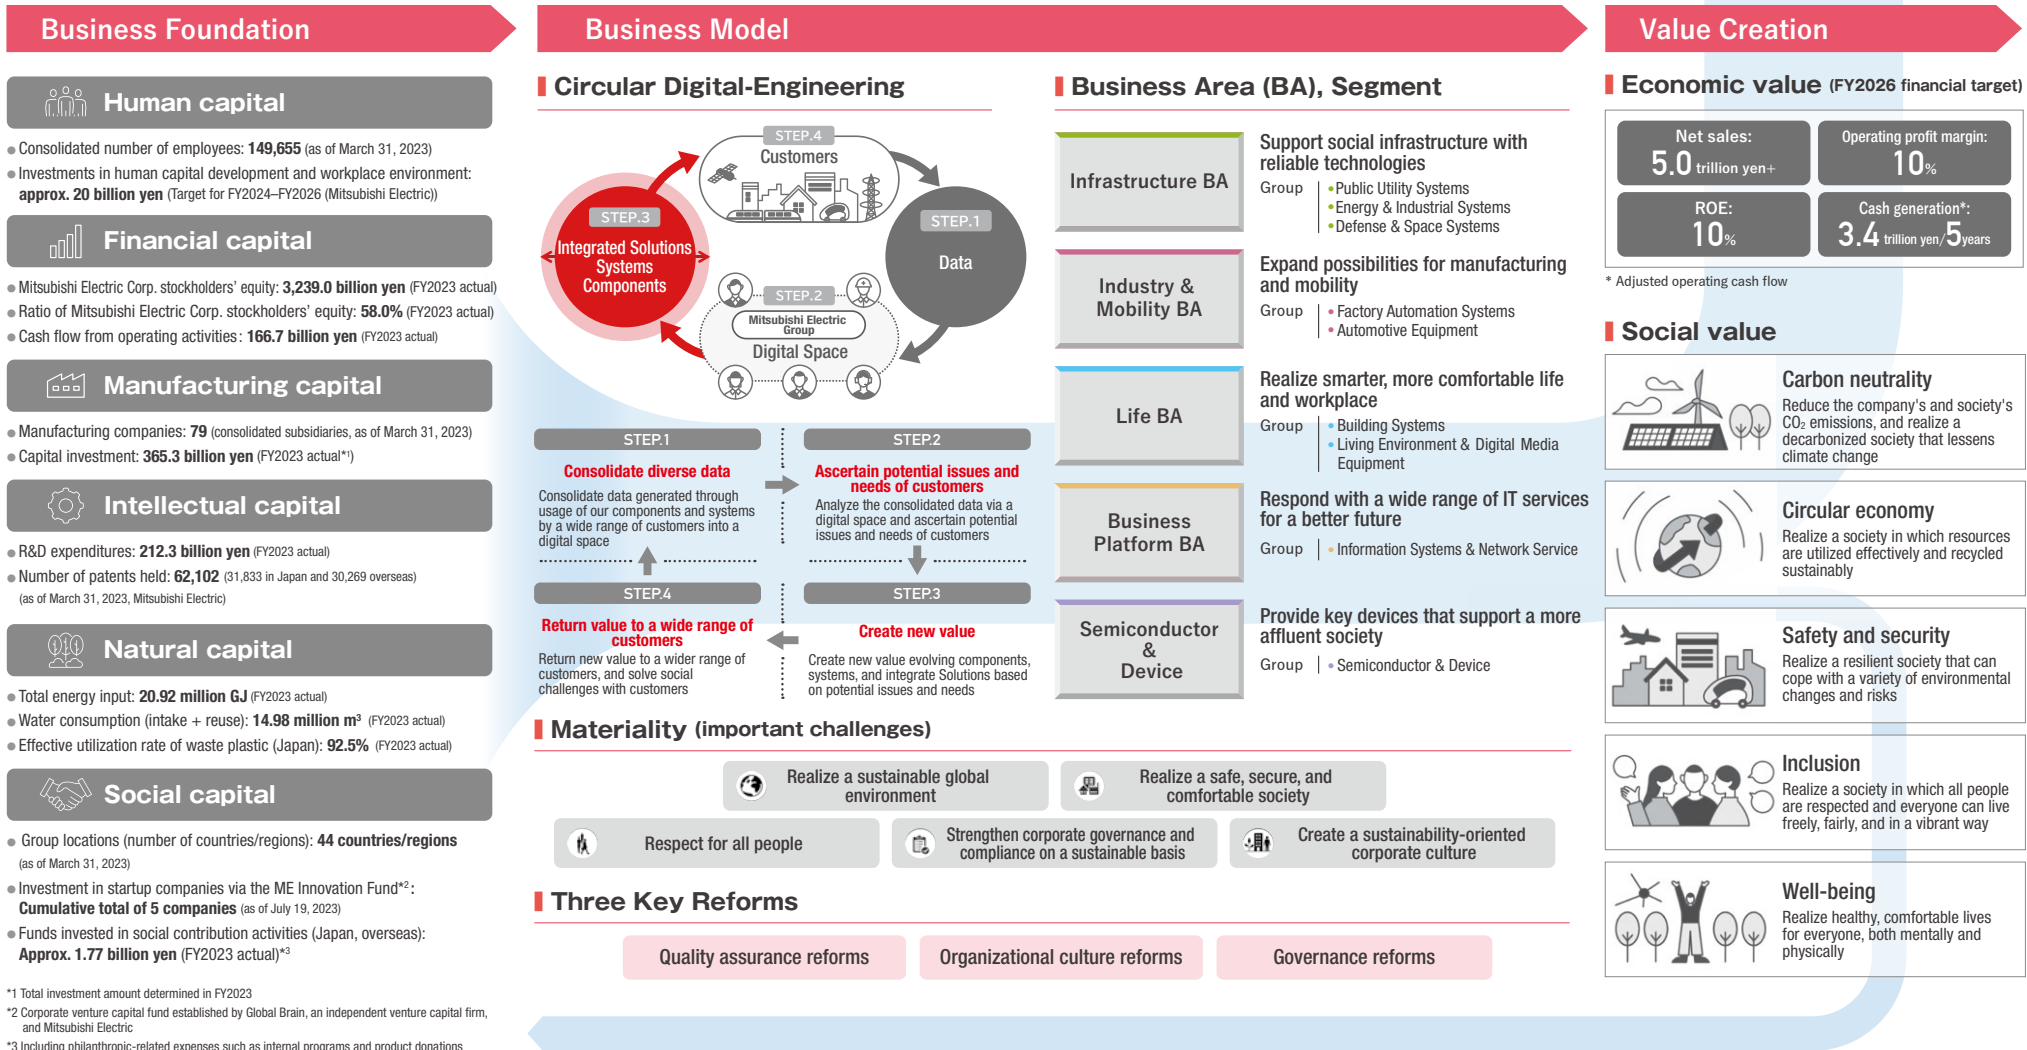 Business Foundation
Human capital
Consolidated number of employees: 149,655 (as of March 31, 2023)
Investments in human capital development and workplace environment:
approx. 20 billion yen (Target for FY2024–FY2026 (Mitsubishi Electric))
Financial capital
Mitsubishi Electric Corp. stockholders' equity: 3,239.0 billion yen (FY2023 actual)
Ratio of Mitsubishi Electric Corp. stockholders' equity: 58.0% (FY2023 actual)
Cash flow from operating activities: 166.7 billion yen (FY2023 actual)
Manufacturing capital
Manufacturing companies: 79 (consolidated subsidiaries, as of March 31, 2023)
Capital investment: 365.3 billion yen (FY2023 actual*1)
Intellectual capital
R&D expenditures: 212.3 billion yen (FY2023 actual)
Number of patents held: 62,102 (31,833 in Japan and 30,269 overseas)
(as of March 31, 2023, Mitsubishi Electric)
Natural capital
Total energy input: 20.92 million GJ (FY2023 actual)
Water consumption (intake + reuse): 14.98 million m³ (FY2023 actual)
Effective utilization rate of waste plastic (Japan): 92.5% (FY2023 actual)
Social capital
Group locations (number of countries/regions): 44 countries/regions
(as of March 31, 2023)
Investment in startup companies via the ME Innovation Fund*2:
Cumulative total of 5 companies (as of July 19, 2023)
Funds invested in social contribution activities (Japan, overseas):
Approx. 1.77 billion yen (FY2023 actual)*3
*1 Total investment amount determined in FY2023
*2 Corporate venture capital fund established by Global Brain, an independent venture capital firm,
and Mitsubishi Electric
*3 Including philanthropic-related expenses such as internal programs and product donations
Business Model
Circular Digital-Engineering
STEP.4
Customers
STEP.3
Integrated Solutions
Systems
Components
STEP.1
Data
STEP.2
Mitsubishi Electric
Group
Digital Space
STEP.1
Consolidate diverse data
Consolidate data generated through
usage of our components and systems
by a wide range of customers into a
digital space
STEP.2
Ascertain potential issues and
needs of customers
Analyze the consolidated data via a
digital space and ascertain potential
issues and needs of customers
STEP.4
Return value to a wide range of
customers
Return new value to a wider range of
customers, and solve social
challenges with customers
STEP.3
Create new value
Create new value evolving components,
systems, and integrate Solutions based
on potential issues and needs
Business Area (BA), Segment
Infrastructure BA
Support social infrastructure with
reliable technologies
Group
Public Utility Systems
Energy & Industrial Systems
Defense & Space Systems
Industry &
Mobility BA
Expand possibilities for manufacturing
and mobility
Group
Factory Automation Systems
Automotive Equipment
Life BA
Realize smarter, more comfortable life
and workplace
Group
Building Systems
Living Environment & Digital Media
Equipment
Business
Platform BA
Respond with a wide range of IT services
for a better future
Group
Information Systems & Network Service
Semiconductor
&
Device
Provide key devices that support a more
affluent society
Group
Semiconductor & Device
Materiality (important challenges)
Realize a sustainable global
environment
Realize a safe, secure, and
comfortable society
Respect for all people
Strengthen corporate governance and
compliance on a sustainable basis
Create a sustainability-oriented
corporate culture
Three Key Reforms
Quality assurance reforms
Organizational culture reforms
Governance reforms
Value Creation
Economic value (FY2026 financial target)
Net sales:
5.0 trillion yen+
Operating profit margin:
10%
ROE:
10%
Cash generation*:
3.4 trillion yen/5years
* Adjusted operating cash flow
Social value
Carbon neutrality
Reduce the company's and society's
CO₂ emissions, and realize a
decarbonized society that lessens
climate change
Circular economy
Realize a society in which resources
are utilized effectively and recycled
sustainably
Safety and security
Realize a resilient society that can
cope with a variety of environmental
changes and risks
Inclusion
Realize a society in which all people
are respected and everyone can live
freely, fairly, and in a vibrant way
Well-being
Realize healthy, comfortable lives
for everyone, both mentally and
physically